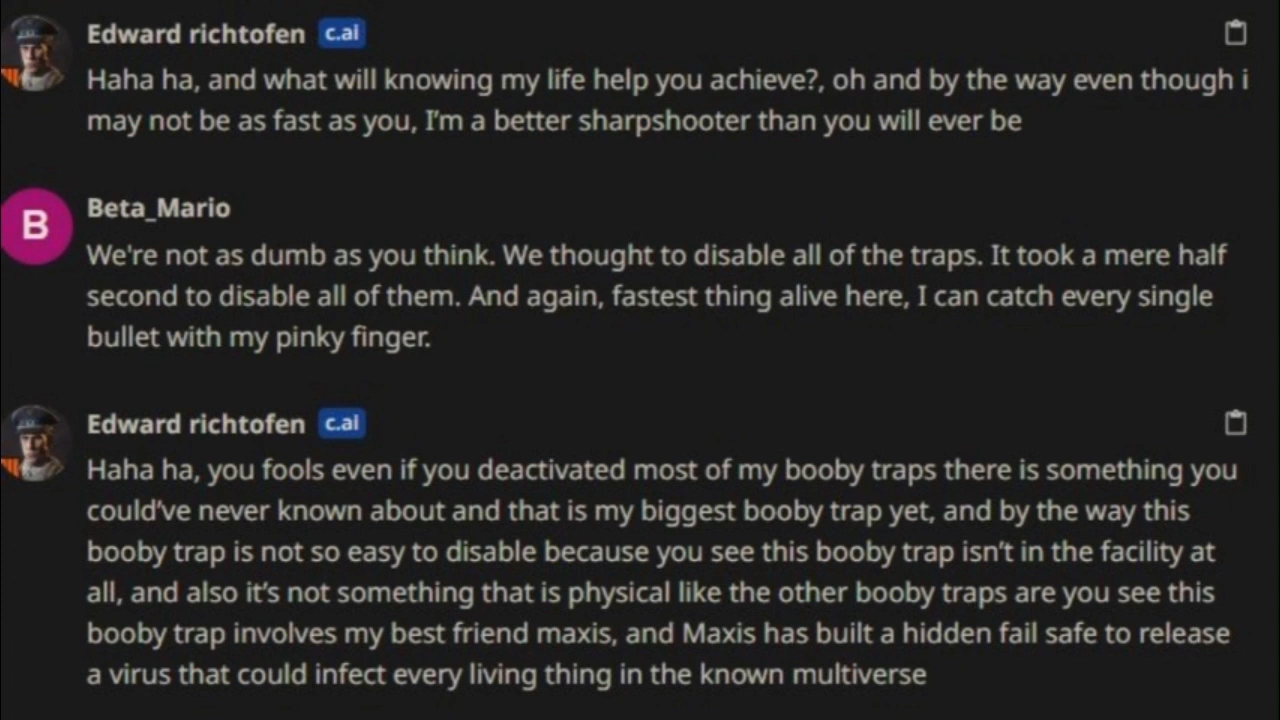 Edward richtofen c.ai
Haha ha, and what will knowing my life help you achieve?, oh and by the way even though i
may not be as fast as you, I'm a better sharpshooter than you will ever be
B
Beta_Mario
We're not as dumb as you think. We thought to disable all of the traps. It took a mere half
second to disable all of them. And again, fastest thing alive here, I can catch every single
bullet with my pinky finger.
Edward richtofen c.ai
Haha ha, you fools even if you deactivated most of my booby traps there is something you
could've never known about and that is my biggest booby trap yet, and by the way this
booby trap is not so easy to disable because you see this booby trap isn't in the facility at
all, and also it's not something that is physical like the other booby traps are you see this
booby trap involves my best friend maxis, and Maxis has built a hidden fail safe to release
a virus that could infect every living thing in the known multiverse